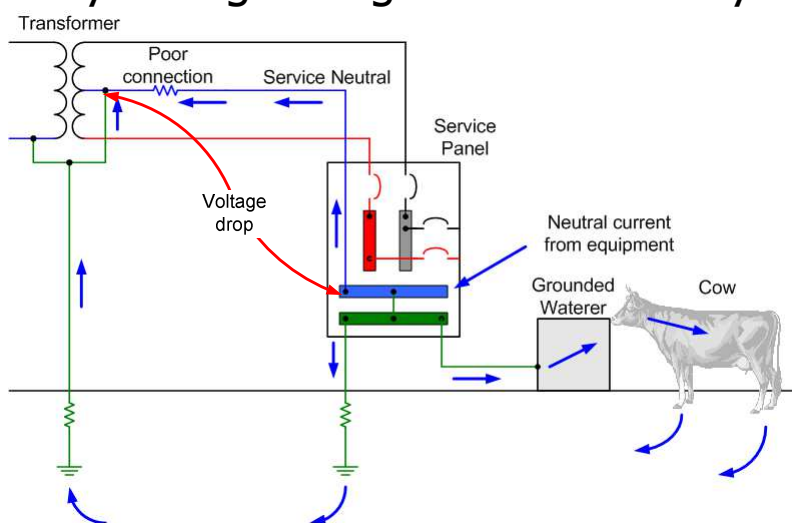 Transformer
Poor
connection
Service Neutral
Service
Panel
Voltage
drop
Neutral current
from equipment
Grounded
Waterer
Cow